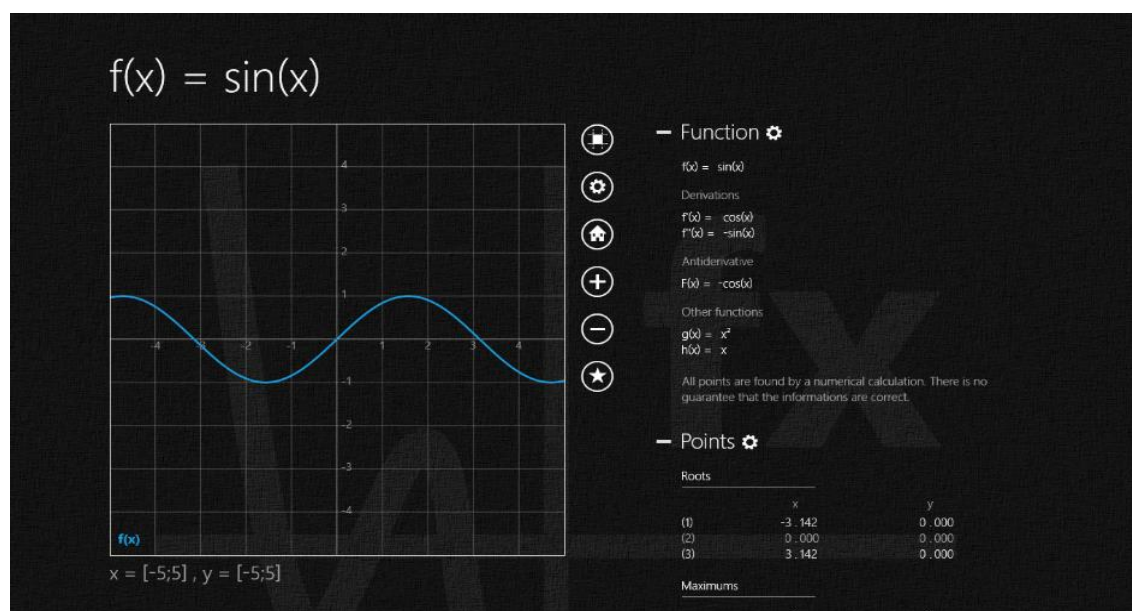 f(x) = sin(x)
4
3
2
1
-4 -3 -2 -1 0 1 2 3 4
-1
-2
-3
-4
f(x)
x = [-5;5] , y = [-5;5]
Function
f(x) = sin(x)
Derivations
f'(x) = cos(x)
f''(x) = -sin(x)
Antiderivative
F(x) = -cos(x)
Other functions
g(x) = x²
h(x) = x
All points are found by a numerical calculation. There is no
guarantee that the informations are correct.
Points
Roots
x y
(1) -3.142 0.000
(2) 0.000 0.000
(3) 3.142 0.000
Maximums
fx